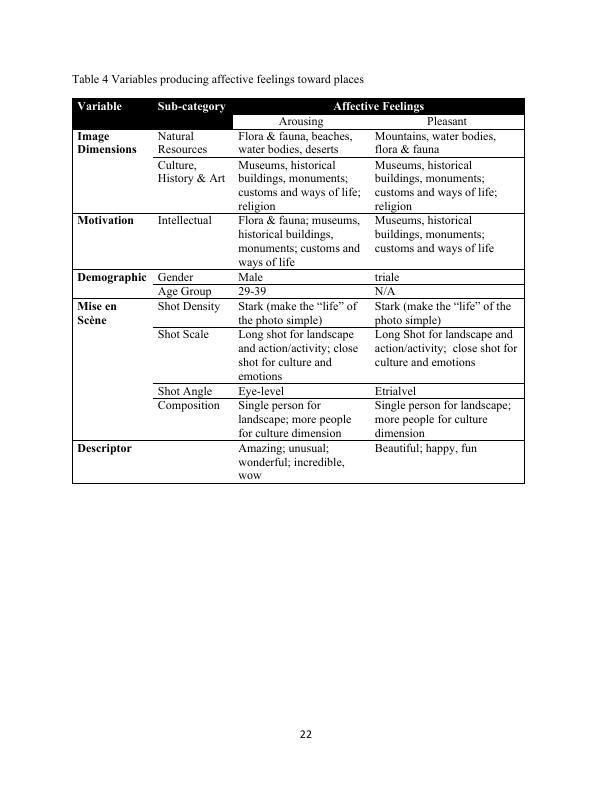 Table 4 Variables producing affective feelings toward places
Variable Sub-category Affective Feelings
Arousing Pleasant
Image Natural Flora & fauna, beaches, Mountains, water bodies,
Dimensions Resources water bodies, deserts flora & fauna
Culture, Museums, historical Museums, historical
History & Art buildings, monuments; buildings, monuments;
customs and ways of life; customs and ways of life;
religion religion
Motivation Intellectual Flora & fauna; museums, Museums, historical
historical buildings, buildings, monuments;
monuments; customs and customs and ways of life
ways of life
Demographic Gender Male triale
Age Group 29-39 N/A
Mise en Shot Density Stark (make the “life” of Stark (make the “life” of the
Scène the photo simple) photo simple)
Shot Scale Long shot for landscape Long Shot for landscape and
and action/activity; close action/activity; close shot for
shot for culture and culture and emotions
emotions
Shot Angle Eye-level Etrialvel
Composition Single person for Single person for landscape;
landscape; more people more people for culture
for culture dimension dimension
Descriptor Amazing; unusual; Beautiful; happy, fun
wonderful; incredible,
wow
22